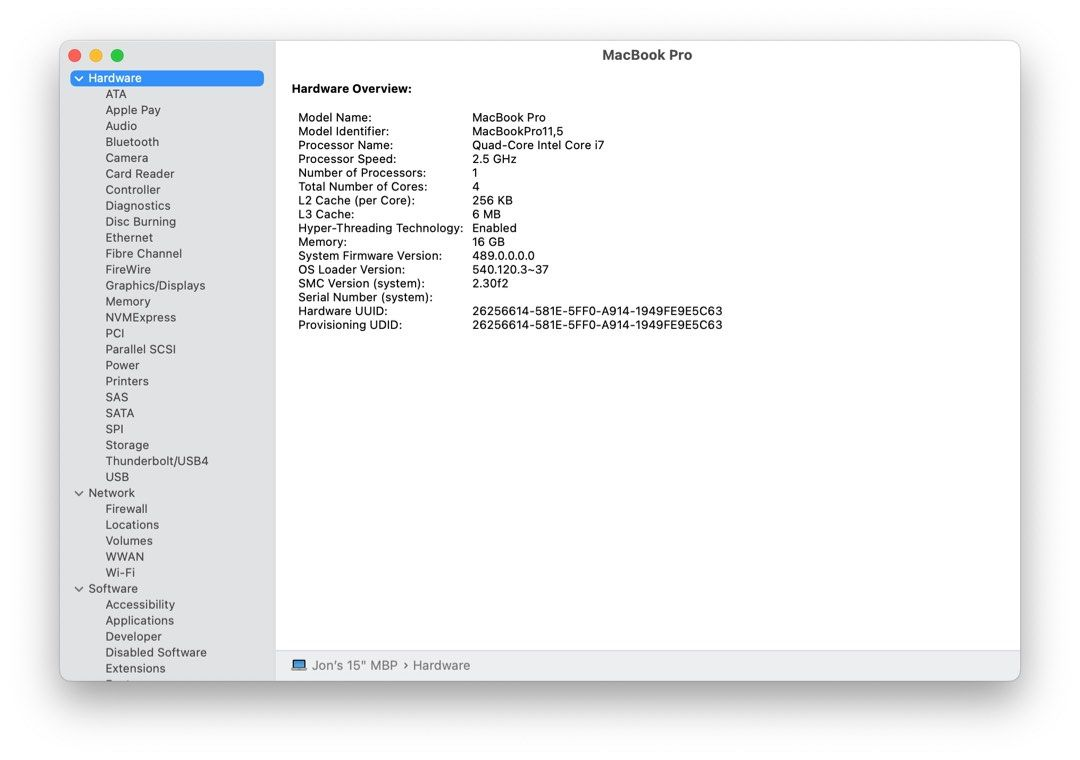 MacBook Pro
Hardware
ATA
Apple Pay
Audio
Bluetooth
Camera
Card Reader
Controller
Diagnostics
Disc Burning
Ethernet
Fibre Channel
FireWire
Graphics/Displays
Memory
NVMExpress
PCI
Parallel SCSI
Power
Printers
SAS
SATA
SPI
Storage
Thunderbolt/USB4
USB
Network
Firewall
Locations
Volumes
WWAN
Wi-Fi
Software
Accessibility
Applications
Developer
Disabled Software
Extensions
Hardware Overview:
Model Name: MacBook Pro
Model Identifier: MacBookPro11,5
Processor Name: Quad-Core Intel Core i7
Processor Speed: 2.5 GHz
Number of Processors: 1
Total Number of Cores: 4
L2 Cache (per Core): 256 KB
L3 Cache: 6 MB
Hyper-Threading Technology: Enabled
Memory: 16 GB
System Firmware Version: 489.0.0.0.0
OS Loader Version: 540.120.3~37
SMC Version (system): 2.30f2
Serial Number (system):
Hardware UUID: 26256614-581E-5FF0-A914-1949FE9E5C63
Provisioning UDID: 26256614-581E-5FF0-A914-1949FE9E5C63
Jon's 15" MBP › Hardware